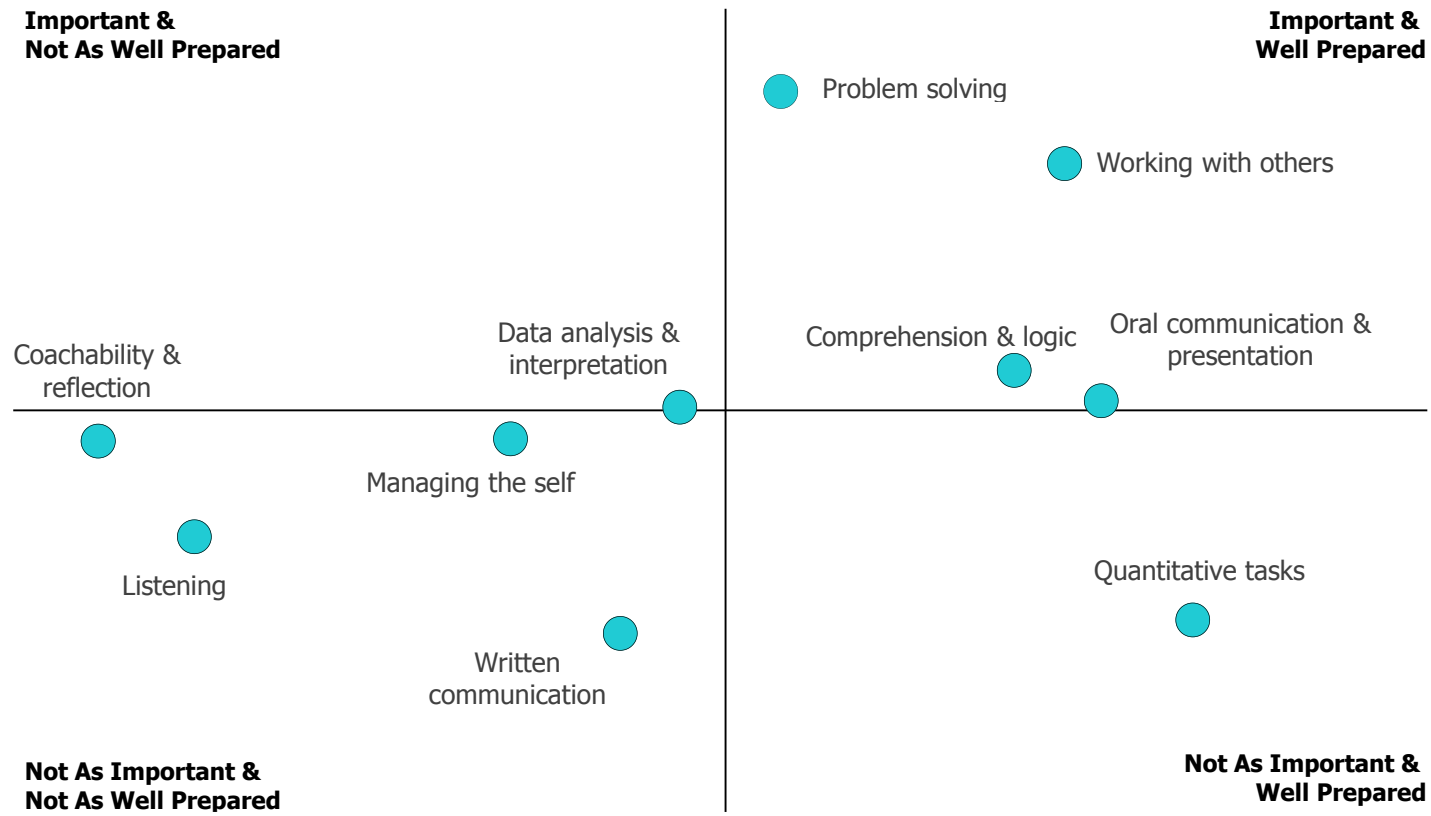 Important &
Not As Well Prepared
Important &
Well Prepared
Problem solving
Working with others
Oral communication &
presentation
Comprehension & logic
Data analysis &
interpretation
Coachability &
reflection
Managing the self
Listening
Quantitative tasks
Written
communication
Not As Important &
Not As Well Prepared
Not As Important &
Well Prepared